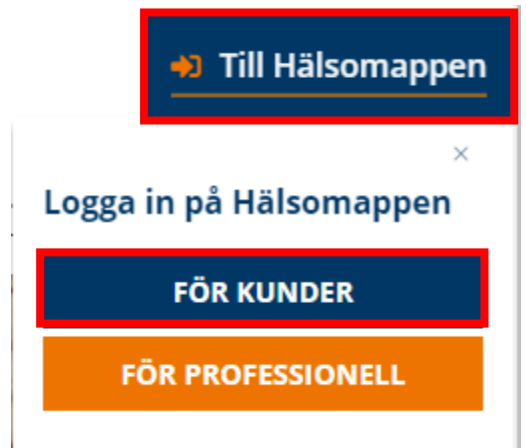 Till Hälsomappen
×
Logga in på Hälsomappen
FÖR KUNDER
FÖR PROFESSIONELL